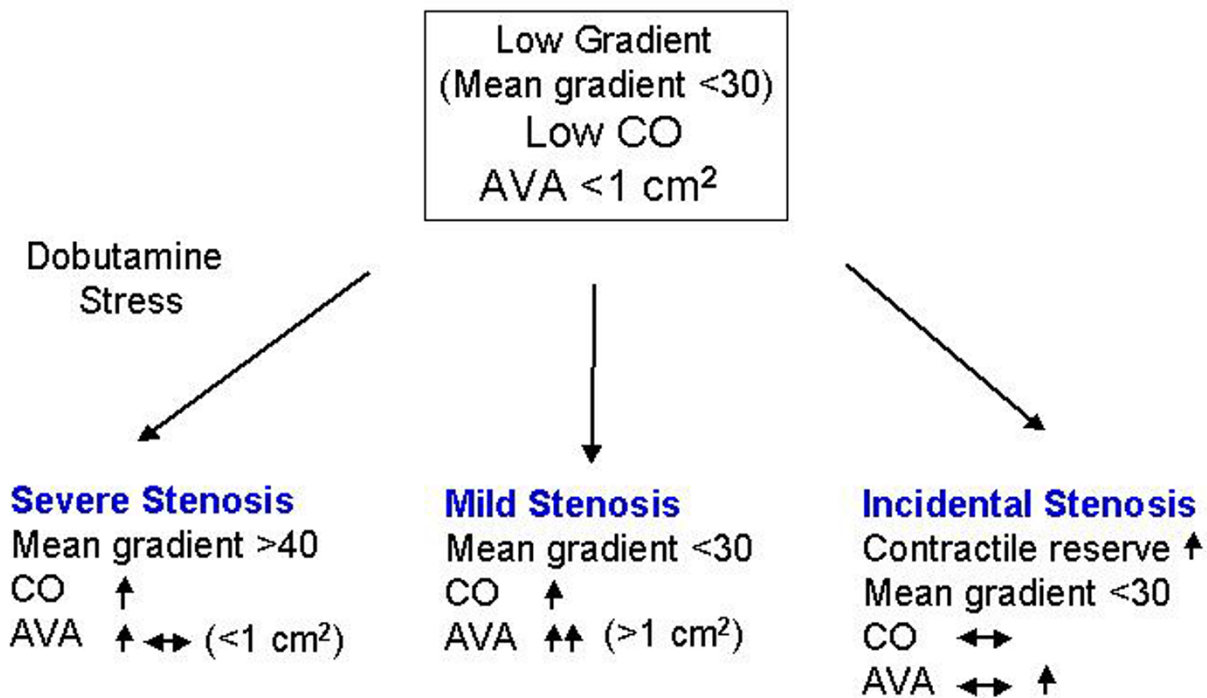 Low Gradient
(Mean gradient <30)
Low CO
AVA <1 cm²
Dobutamine
Stress
Severe Stenosis
Mean gradient >40
CO ↑
AVA ↑ ↔ (<1 cm²)
Mild Stenosis
Mean gradient <30
CO ↑
AVA ↑↑ (>1 cm²)
Incidental Stenosis
Contractile reserve ↑
Mean gradient <30
CO ↔
AVA ↔ ↑